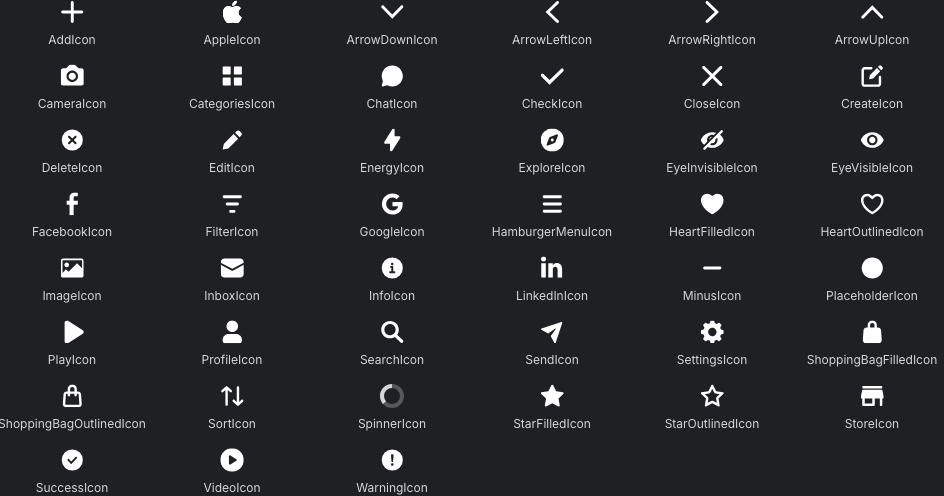 AddIcon AppleIcon ArrowDownIcon ArrowLeftIcon ArrowRightIcon ArrowUpIcon
CameraIcon CategoriesIcon ChatIcon CheckIcon CloseIcon CreateIcon
DeleteIcon EditIcon EnergyIcon ExploreIcon EyeInvisibleIcon EyeVisibleIcon
FacebookIcon FilterIcon GoogleIcon HamburgerMenuIcon HeartFilledIcon HeartOutlinedIcon
ImageIcon InboxIcon InfoIcon LinkedInIcon MinusIcon PlaceholderIcon
PlayIcon ProfileIcon SearchIcon SendIcon SettingsIcon ShoppingBagFilledIcon
ShoppingBagOutlinedIcon SortIcon SpinnerIcon StarFilledIcon StarOutlinedIcon StoreIcon
SuccessIcon VideoIcon WarningIcon